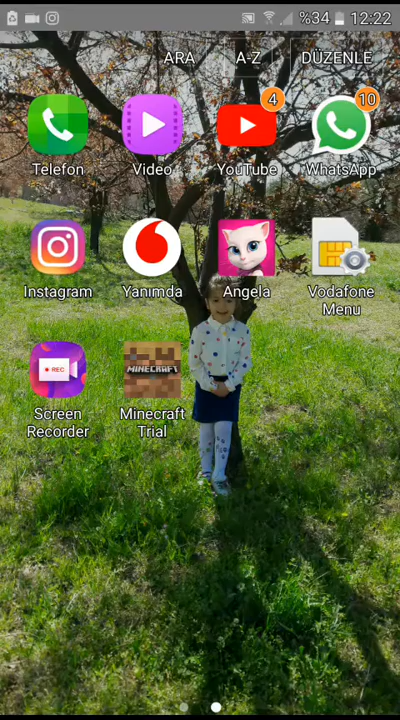 %34 12:22
ARA A-Z DÜZENLE
4 10
Telefon Video YouTube WhatsApp
Instagram Yanımda Angela Vodafone
Menu
REC MINECRAFT
Screen Minecraft
Recorder Trial